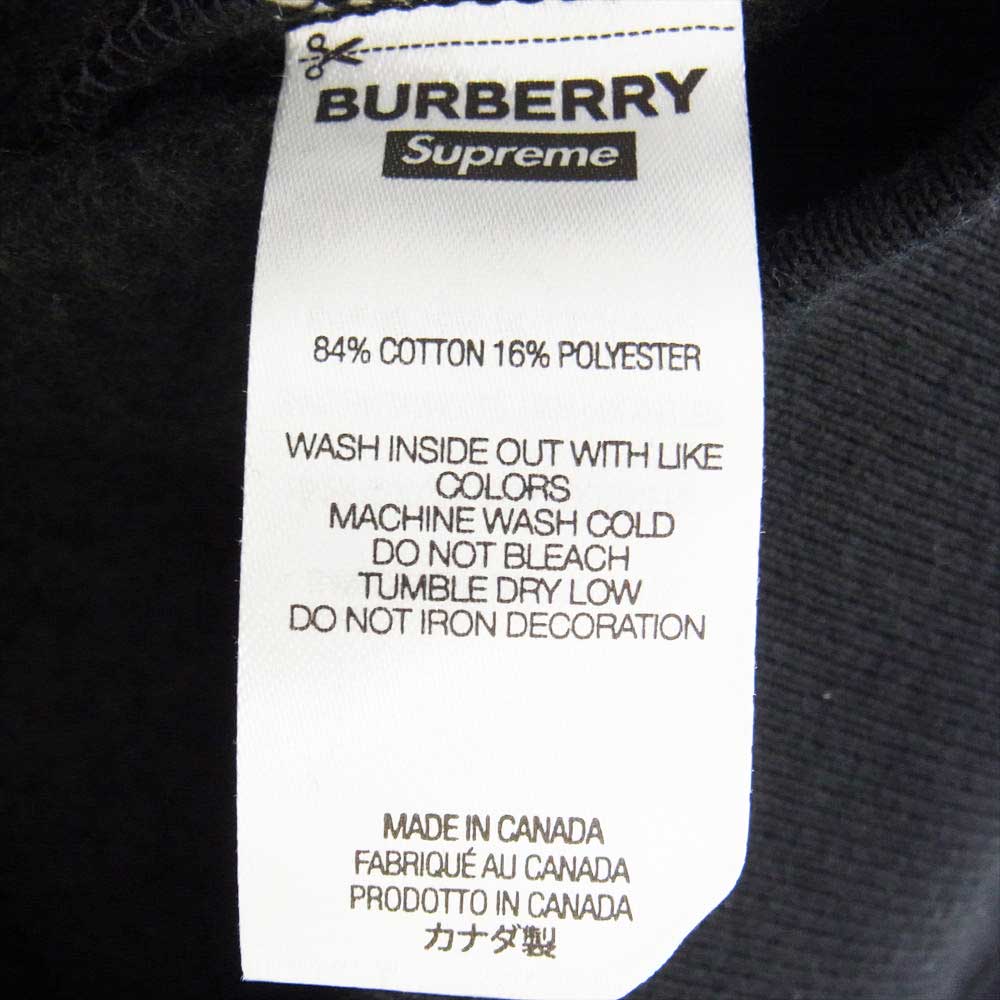 BURBERRY
Supreme
84% COTTON 16% POLYESTER
WASH INSIDE OUT WITH LIKE
COLORS
MACHINE WASH COLD
DO NOT BLEACH
TUMBLE DRY LOW
DO NOT IRON DECORATION
MADE IN CANADA
FABRIQUÉ AU CANADA
PRODOTTO IN CANADA
カナダ製